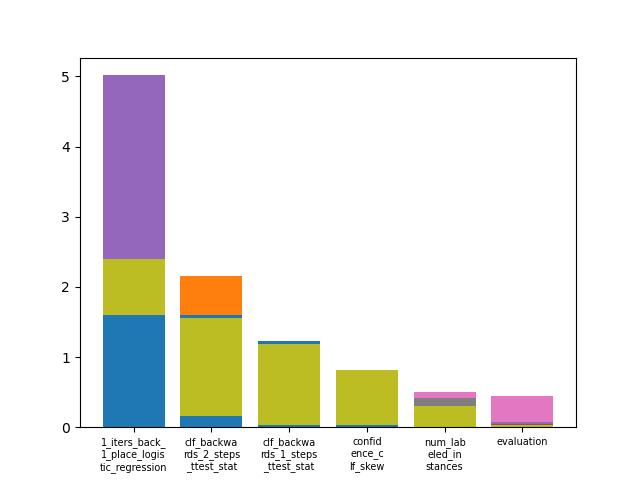 5
4
3
2
1
0
1_iters_back_
1_place_logis
tic_regression
clf_backwa
rds_2_steps
_ttest_stat
clf_backwa
rds_1_steps
_ttest_stat
confid
ence_c
lf_skew
num_lab
eled_in
stances
evaluation